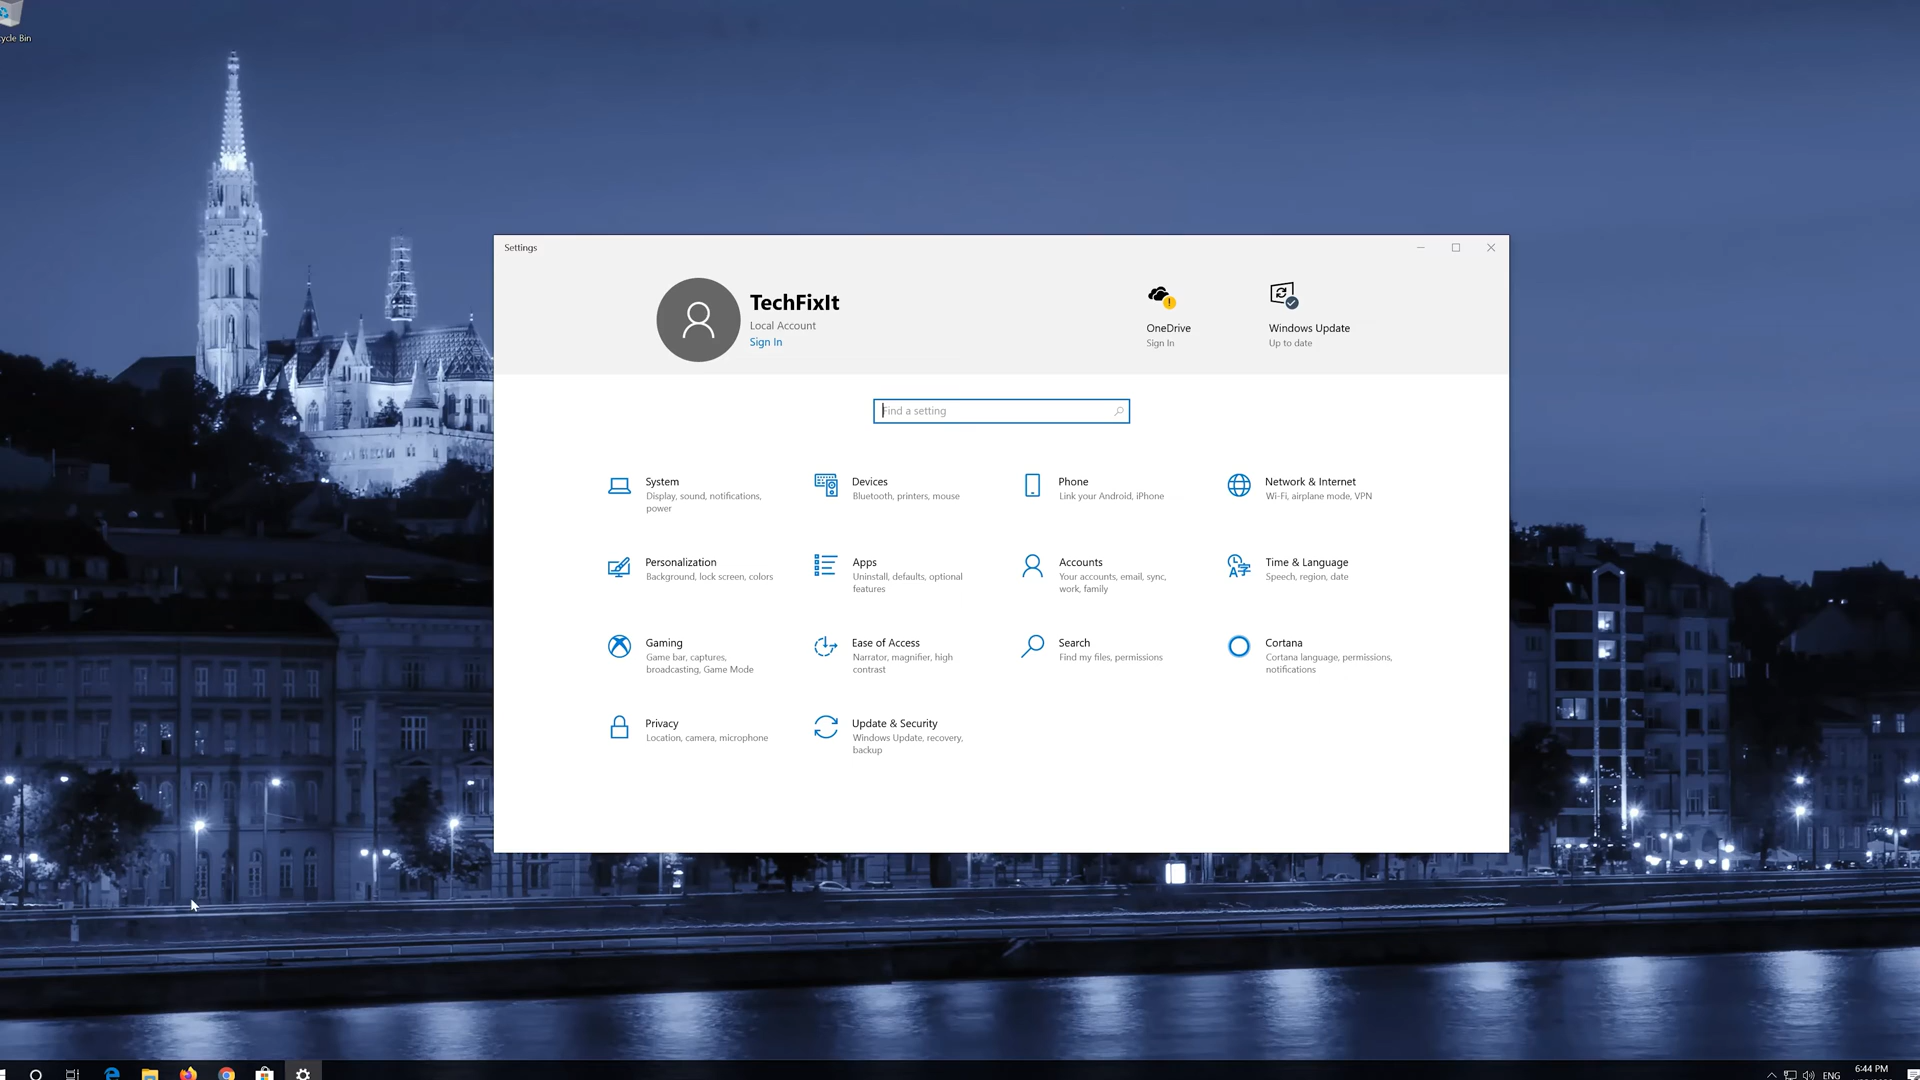 cycle Bin
Settings
TechFixIt
Local Account
Sign In
OneDrive
Sign In
Windows Update
Up to date
Find a setting
System
Display, sound, notifications,
power
Devices
Bluetooth, printers, mouse
Phone
Link your Android, iPhone
Network & Internet
Wi-Fi, airplane mode, VPN
Personalization
Background, lock screen, colors
Apps
Uninstall, defaults, optional
features
Accounts
Your accounts, email, sync,
work, family
Time & Language
Speech, region, date
Gaming
Game bar, captures,
broadcasting, Game Mode
Ease of Access
Narrator, magnifier, high
contrast
Search
Find my files, permissions
Cortana
Cortana language, permissions,
notifications
Privacy
Location, camera, microphone
Update & Security
Windows Update, recovery,
backup
ENG
6:44 PM